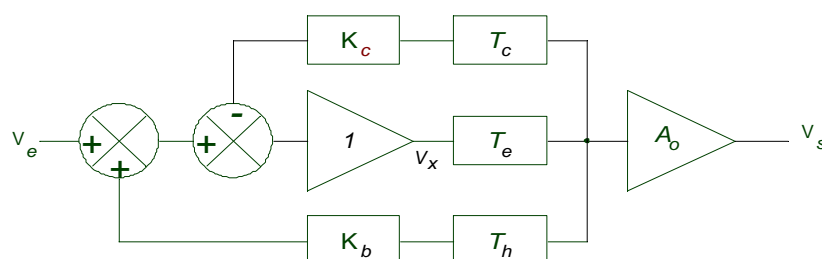 K_c T_c
-
V_e + + 1 V_x T_e A_o V_s
+
K_b T_h